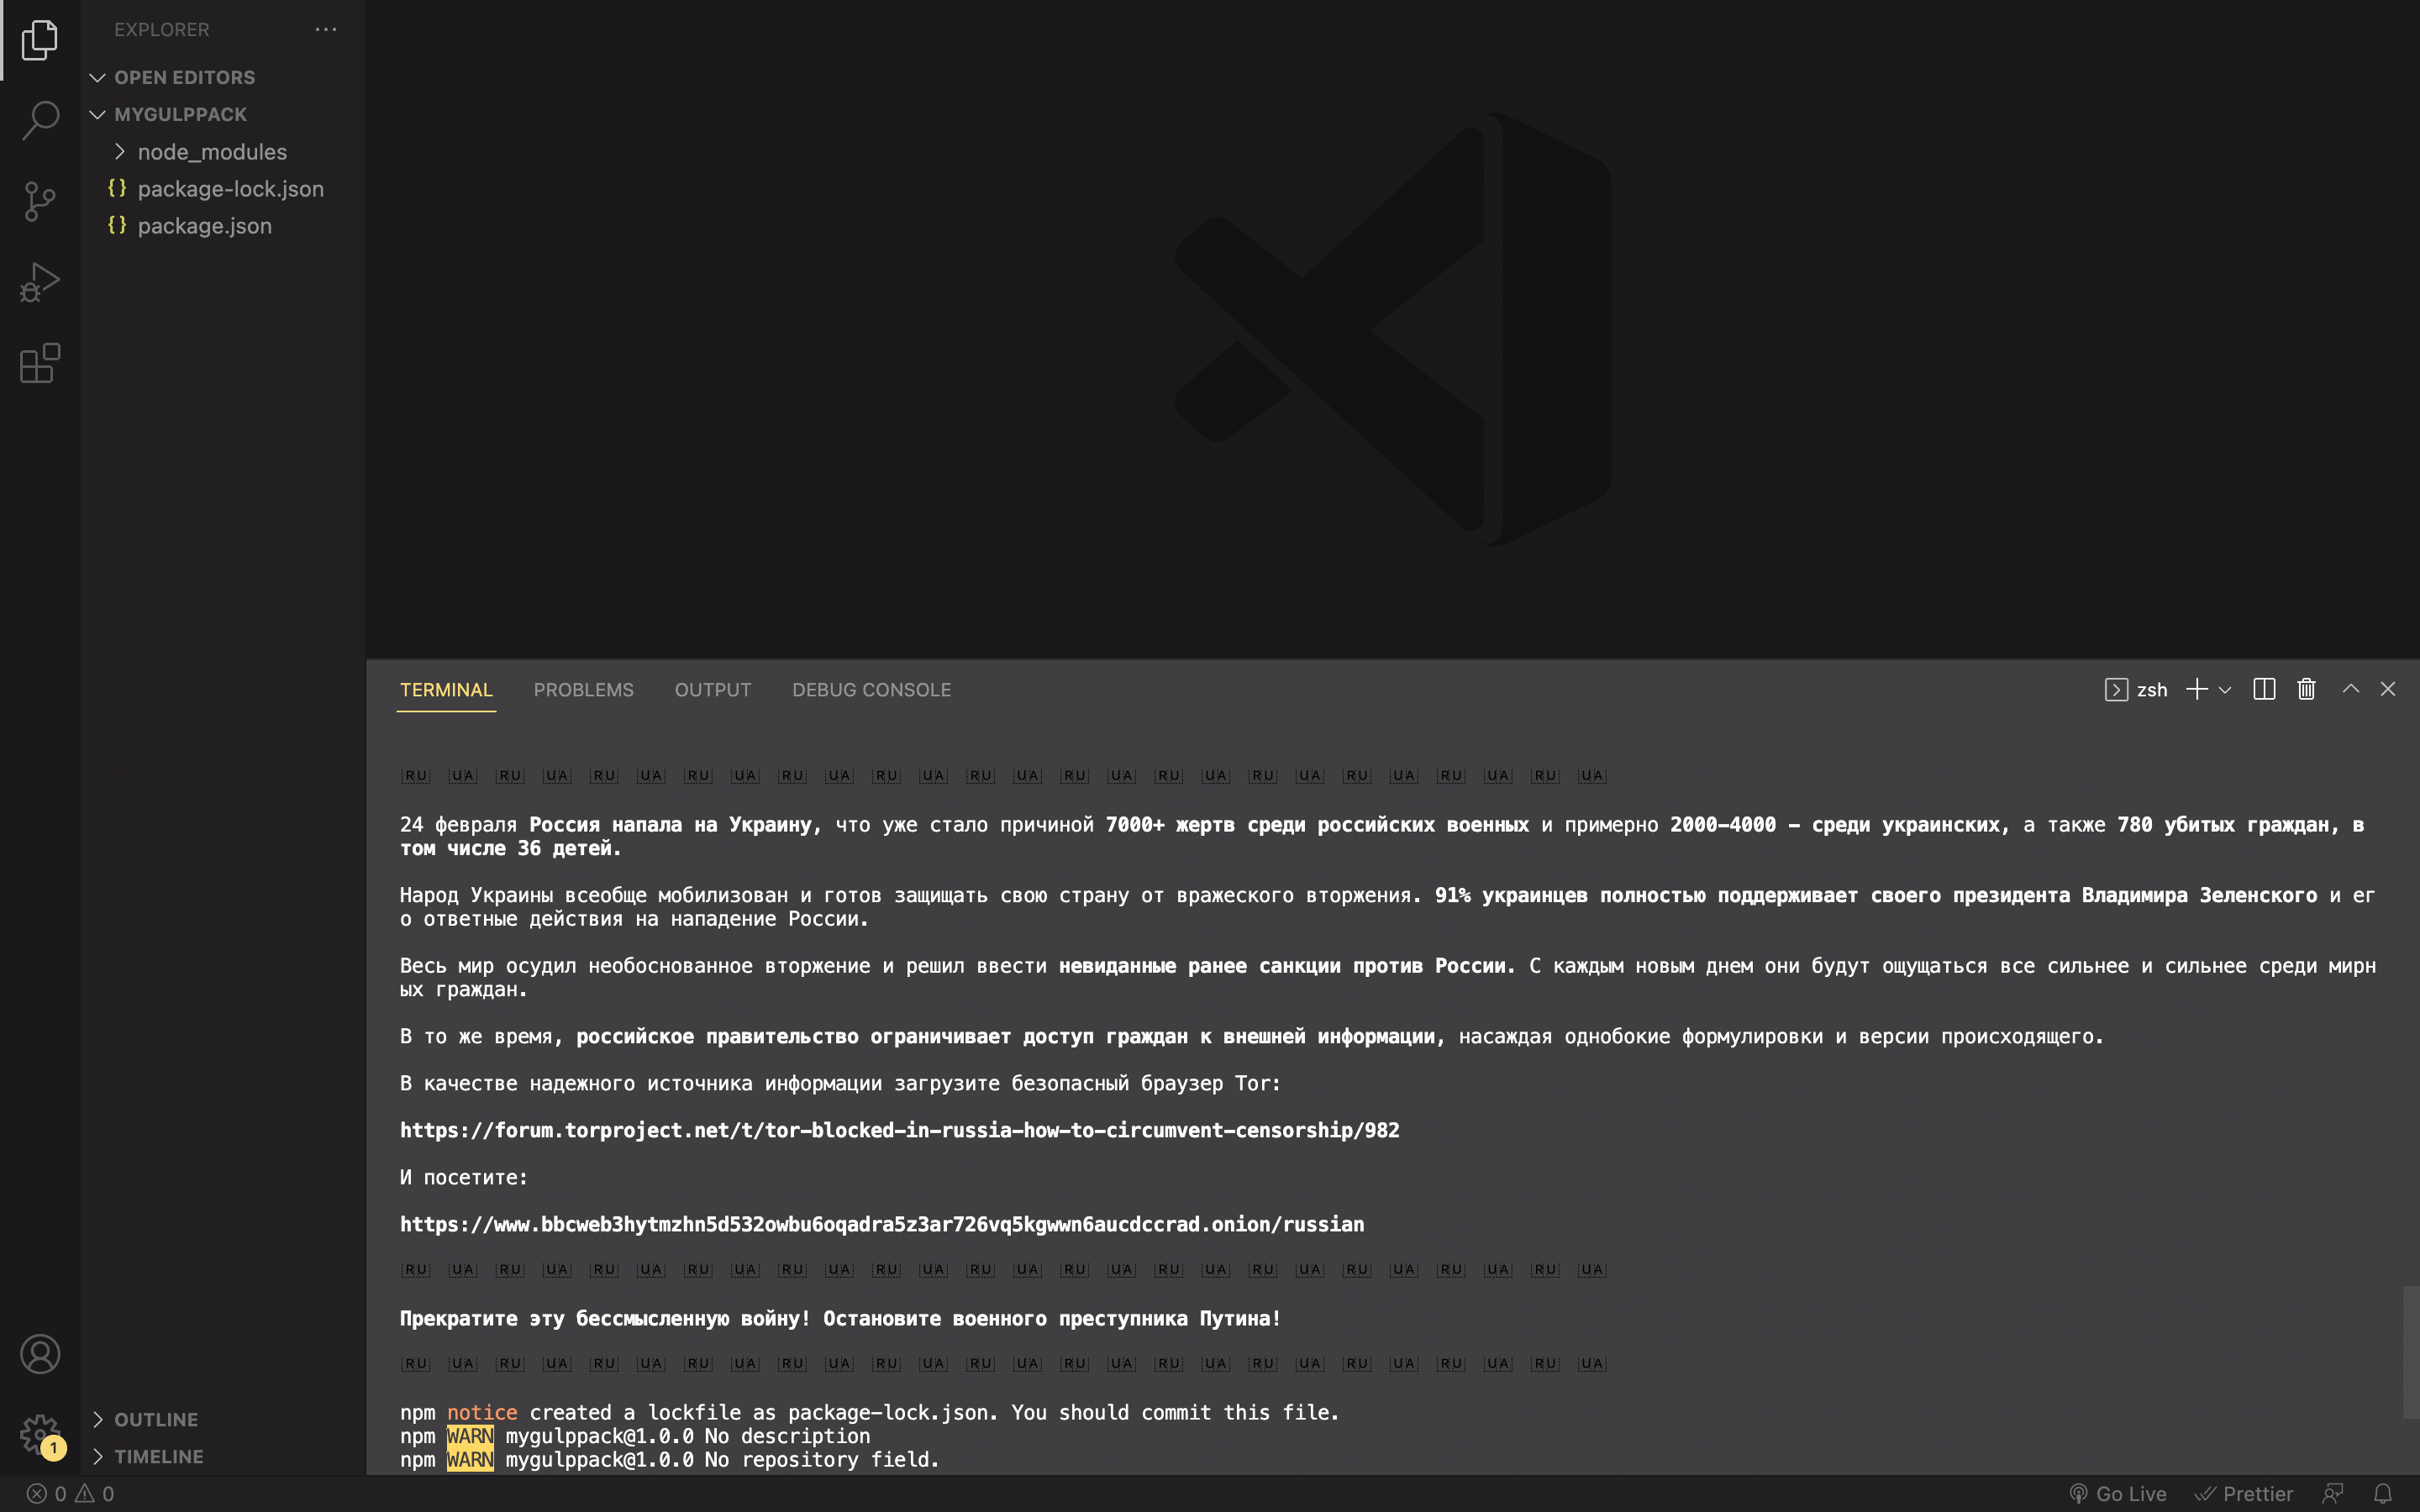 EXPLORER
OPEN EDITORS
MYGULPPACK
node_modules
{} package-lock.json
{} package.json
TERMINAL PROBLEMS OUTPUT DEBUG CONSOLE zsh
RU UA RU UA RU UA RU UA RU UA RU UA RU UA RU UA RU UA RU UA RU UA RU UA RU UA
24 февраля Россия напала на Украину, что уже стало причиной 7000+ жертв среди российских военных и примерно 2000-4000 - среди украинских, а также 780 убитых граждан, в
том числе 36 детей.
Народ Украины всеобще мобилизован и готов защищать свою страну от вражеского вторжения. 91% украинцев полностью поддерживает своего президента Владимира Зеленского и ег
о ответные действия на нападение России.
Весь мир осудил необоснованное вторжение и решил ввести невиданные ранее санкции против России. С каждым новым днем они будут ощущаться все сильнее и сильнее среди мирн
ых граждан.
В то же время, российское правительство ограничивает доступ граждан к внешней информации, насаждая однобокие формулировки и версии происходящего.
В качестве надежного источника информации загрузите безопасный браузер Tor:
https://forum.torproject.net/t/tor-blocked-in-russia-how-to-circumvent-censorship/982
И посетите:
https://www.bbcweb3hytmzhn5d532owbu6oqadra5z3ar726vq5kgwwn6aucdccrad.onion/russian
RU UA RU UA RU UA RU UA RU UA RU UA RU UA RU UA RU UA RU UA RU UA RU UA RU UA
Прекратите эту бессмысленную войну! Остановите военного преступника Путина!
RU UA RU UA RU UA RU UA RU UA RU UA RU UA RU UA RU UA RU UA RU UA RU UA RU UA
npm notice created a lockfile as package-lock.json. You should commit this file.
npm WARN mygulppack@1.0.0 No description
npm WARN mygulppack@1.0.0 No repository field.
1
OUTLINE
TIMELINE
0 0 Go Live Prettier